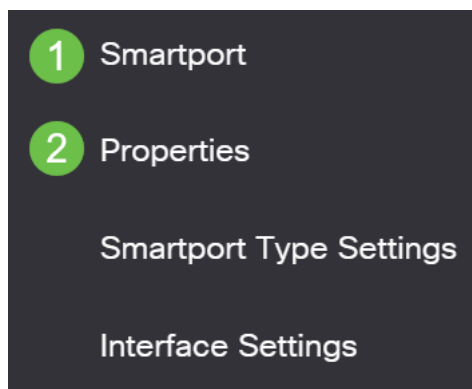 1 Smartport
2 Properties
Smartport Type Settings
Interface Settings